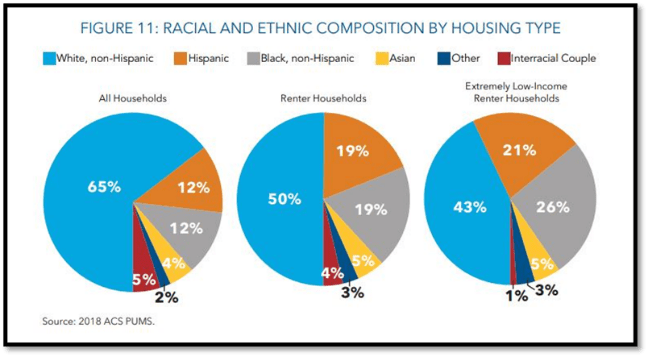 FIGURE 11: RACIAL AND ETHNIC COMPOSITION BY HOUSING TYPE
White, non-Hispanic Hispanic Black, non-Hispanic Asian Other Interracial Couple
All Households
65%
12%
12%
4%
5%
2%
Renter Households
50%
19%
19%
5%
4%
3%
Extremely Low-Income
Renter Households
43%
21%
26%
5%
1%
3%
Source: 2018 ACS PUMS.